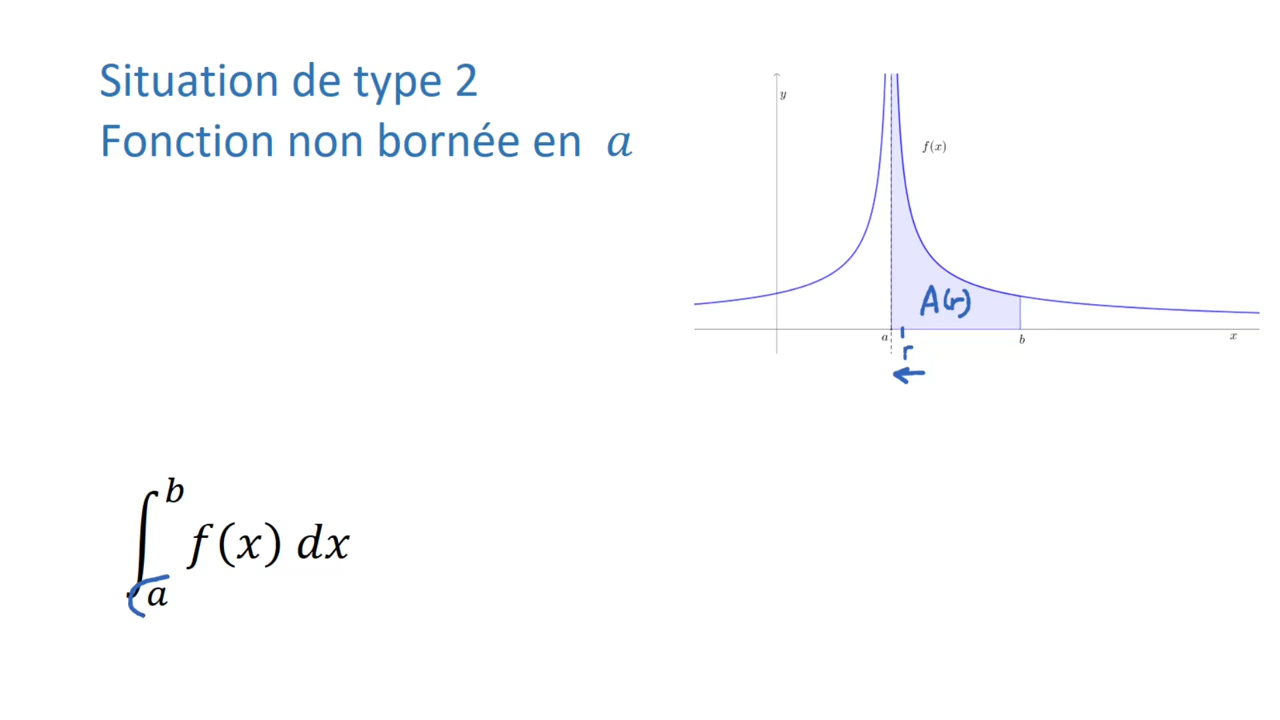 Situation de type 2
Fonction non bornée en a
y
f(x)
A(r)
a
b
x
r
∫_a^b f(x) dx